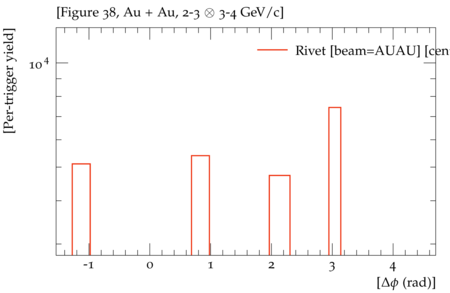 [Figure 38, Au + Au, 2-3 ⊗ 3-4 GeV/c]
[Per-trigger yield]
10⁴
Rivet [beam=AUAU] [cen
-1 0 1 2 3 4
[Δϕ (rad)]